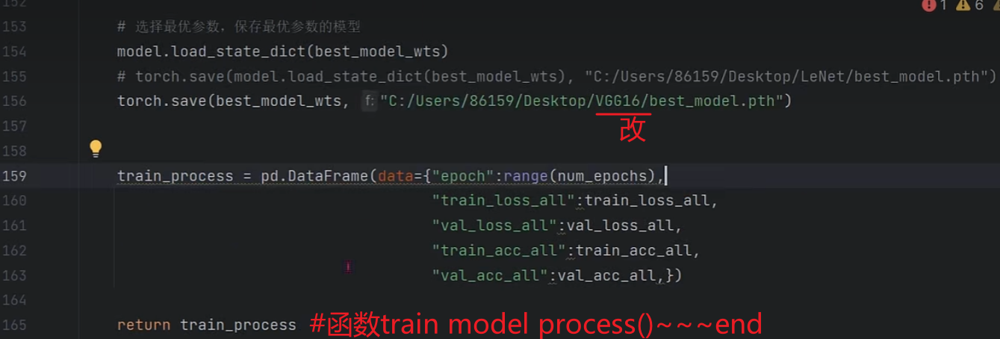 152
1 6
153 # 选择最优参数，保存最优参数的模型
154 model.load_state_dict(best_model_wts)
155 # torch.save(model.load_state_dict(best_model_wts), "C:/Users/86159/Desktop/LeNet/best_model.pth")
156 torch.save(best_model_wts, f: "C:/Users/86159/Desktop/VGG16/best_model.pth")
157 改
158
159 train_process = pd.DataFrame(data={"epoch":range(num_epochs),
160 "train_loss_all":train_loss_all,
161 "val_loss_all":val_loss_all,
162 "train_acc_all":train_acc_all,
163 "val_acc_all":val_acc_all,})
164
165 return train_process #函数train model process()~~~end